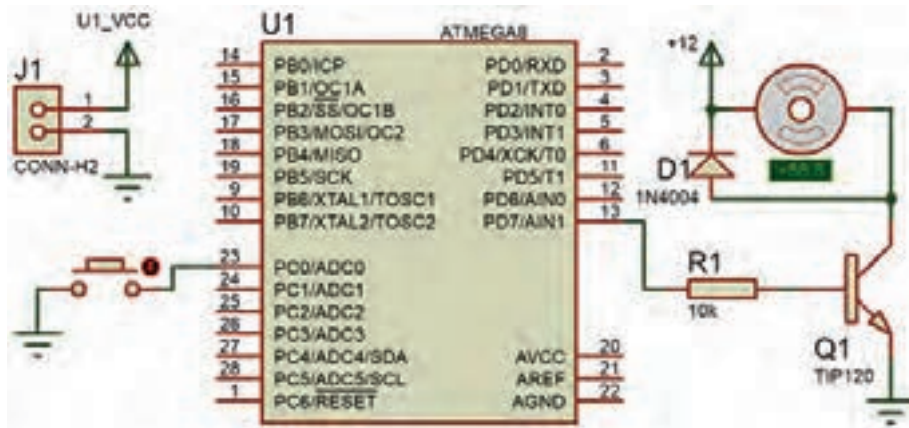 U1_VCC
J1
1
2
CONN-H2
U1
ATMEGA8
14 PB0/ICP PD0/RXD 2
15 PB1/OC1A PD1/TXD 3
16 PB2/SS/OC1B PD2/INT0 4
17 PB3/MOSI/OC2 PD3/INT1 5
18 PB4/MISO PD4/XCK/T0 6
19 PB5/SCK PD5/T1 11
9 PB6/XTAL1/TOSC1 PD6/AIN0 12
10 PB7/XTAL2/TOSC2 PD7/AIN1 13
23 PC0/ADC0
24 PC1/ADC1
25 PC2/ADC2
26 PC3/ADC3
27 PC4/ADC4/SDA AVCC 20
28 PC5/ADC5/SCL AREF 21
1 PC6/RESET AGND 22
+12
D1
1N4004
R1
10k
Q1
TIP120